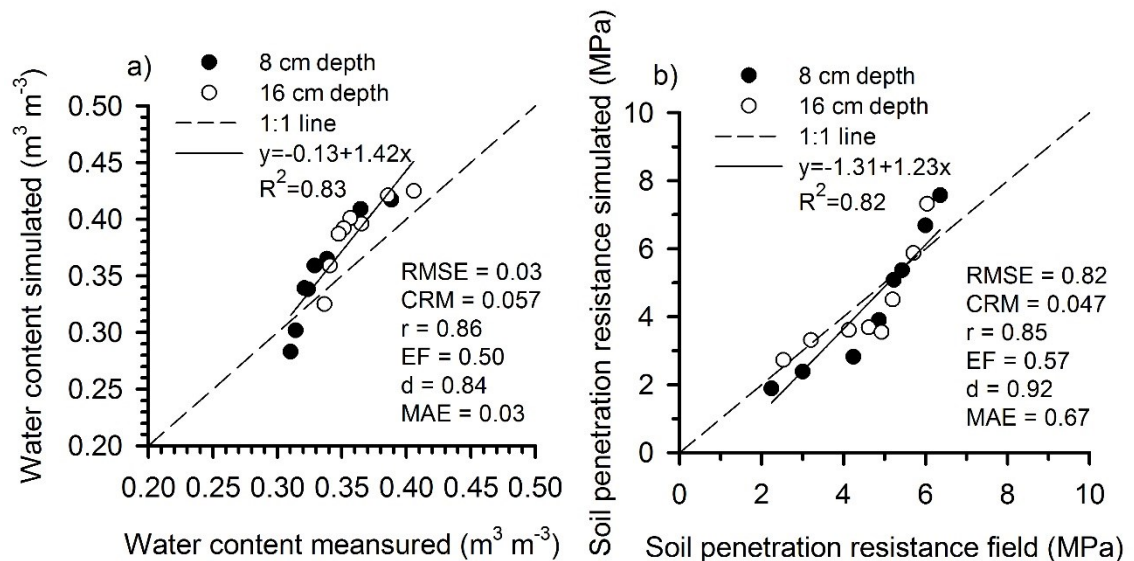 a)
8 cm depth
16 cm depth
1:1 line
y=-0.13+1.42x
R²=0.83
Water content simulated (m³ m⁻³)
0.50
0.45
0.40
0.35
0.30
0.25
0.20
RMSE = 0.03
CRM = 0.057
r = 0.86
EF = 0.50
d = 0.84
MAE = 0.03
0.20 0.25 0.30 0.35 0.40 0.45 0.50
Water content meansured (m³ m⁻³)
b)
8 cm depth
16 cm depth
1:1 line
y=-1.31+1.23x
R²=0.82
Soil penetration resistance simulated (MPa)
10
8
6
4
2
0
RMSE = 0.82
CRM = 0.047
r = 0.85
EF = 0.57
d = 0.92
MAE = 0.67
0 2 4 6 8 10
Soil penetration resistance field (MPa)